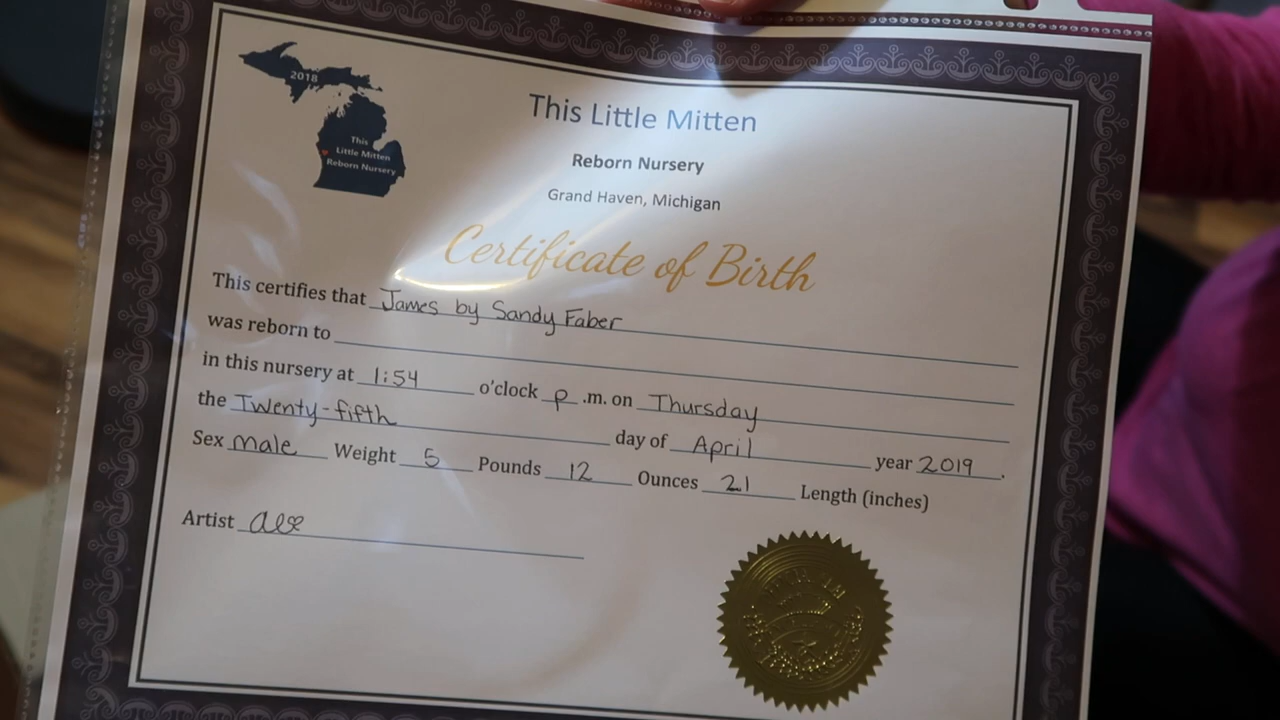 2018
This
Little Mitten
Reborn Nursery
This Little Mitten
Reborn Nursery
Grand Haven, Michigan
Certificate of Birth
This certifies that James by Sandy Faber
was reborn to
in this nursery at 1:54 o'clock p .m. on Thursday
the Twenty-fifth day of April year 2019.
Sex male Weight 5 Pounds 12 Ounces 21 Length (inches)
Artist